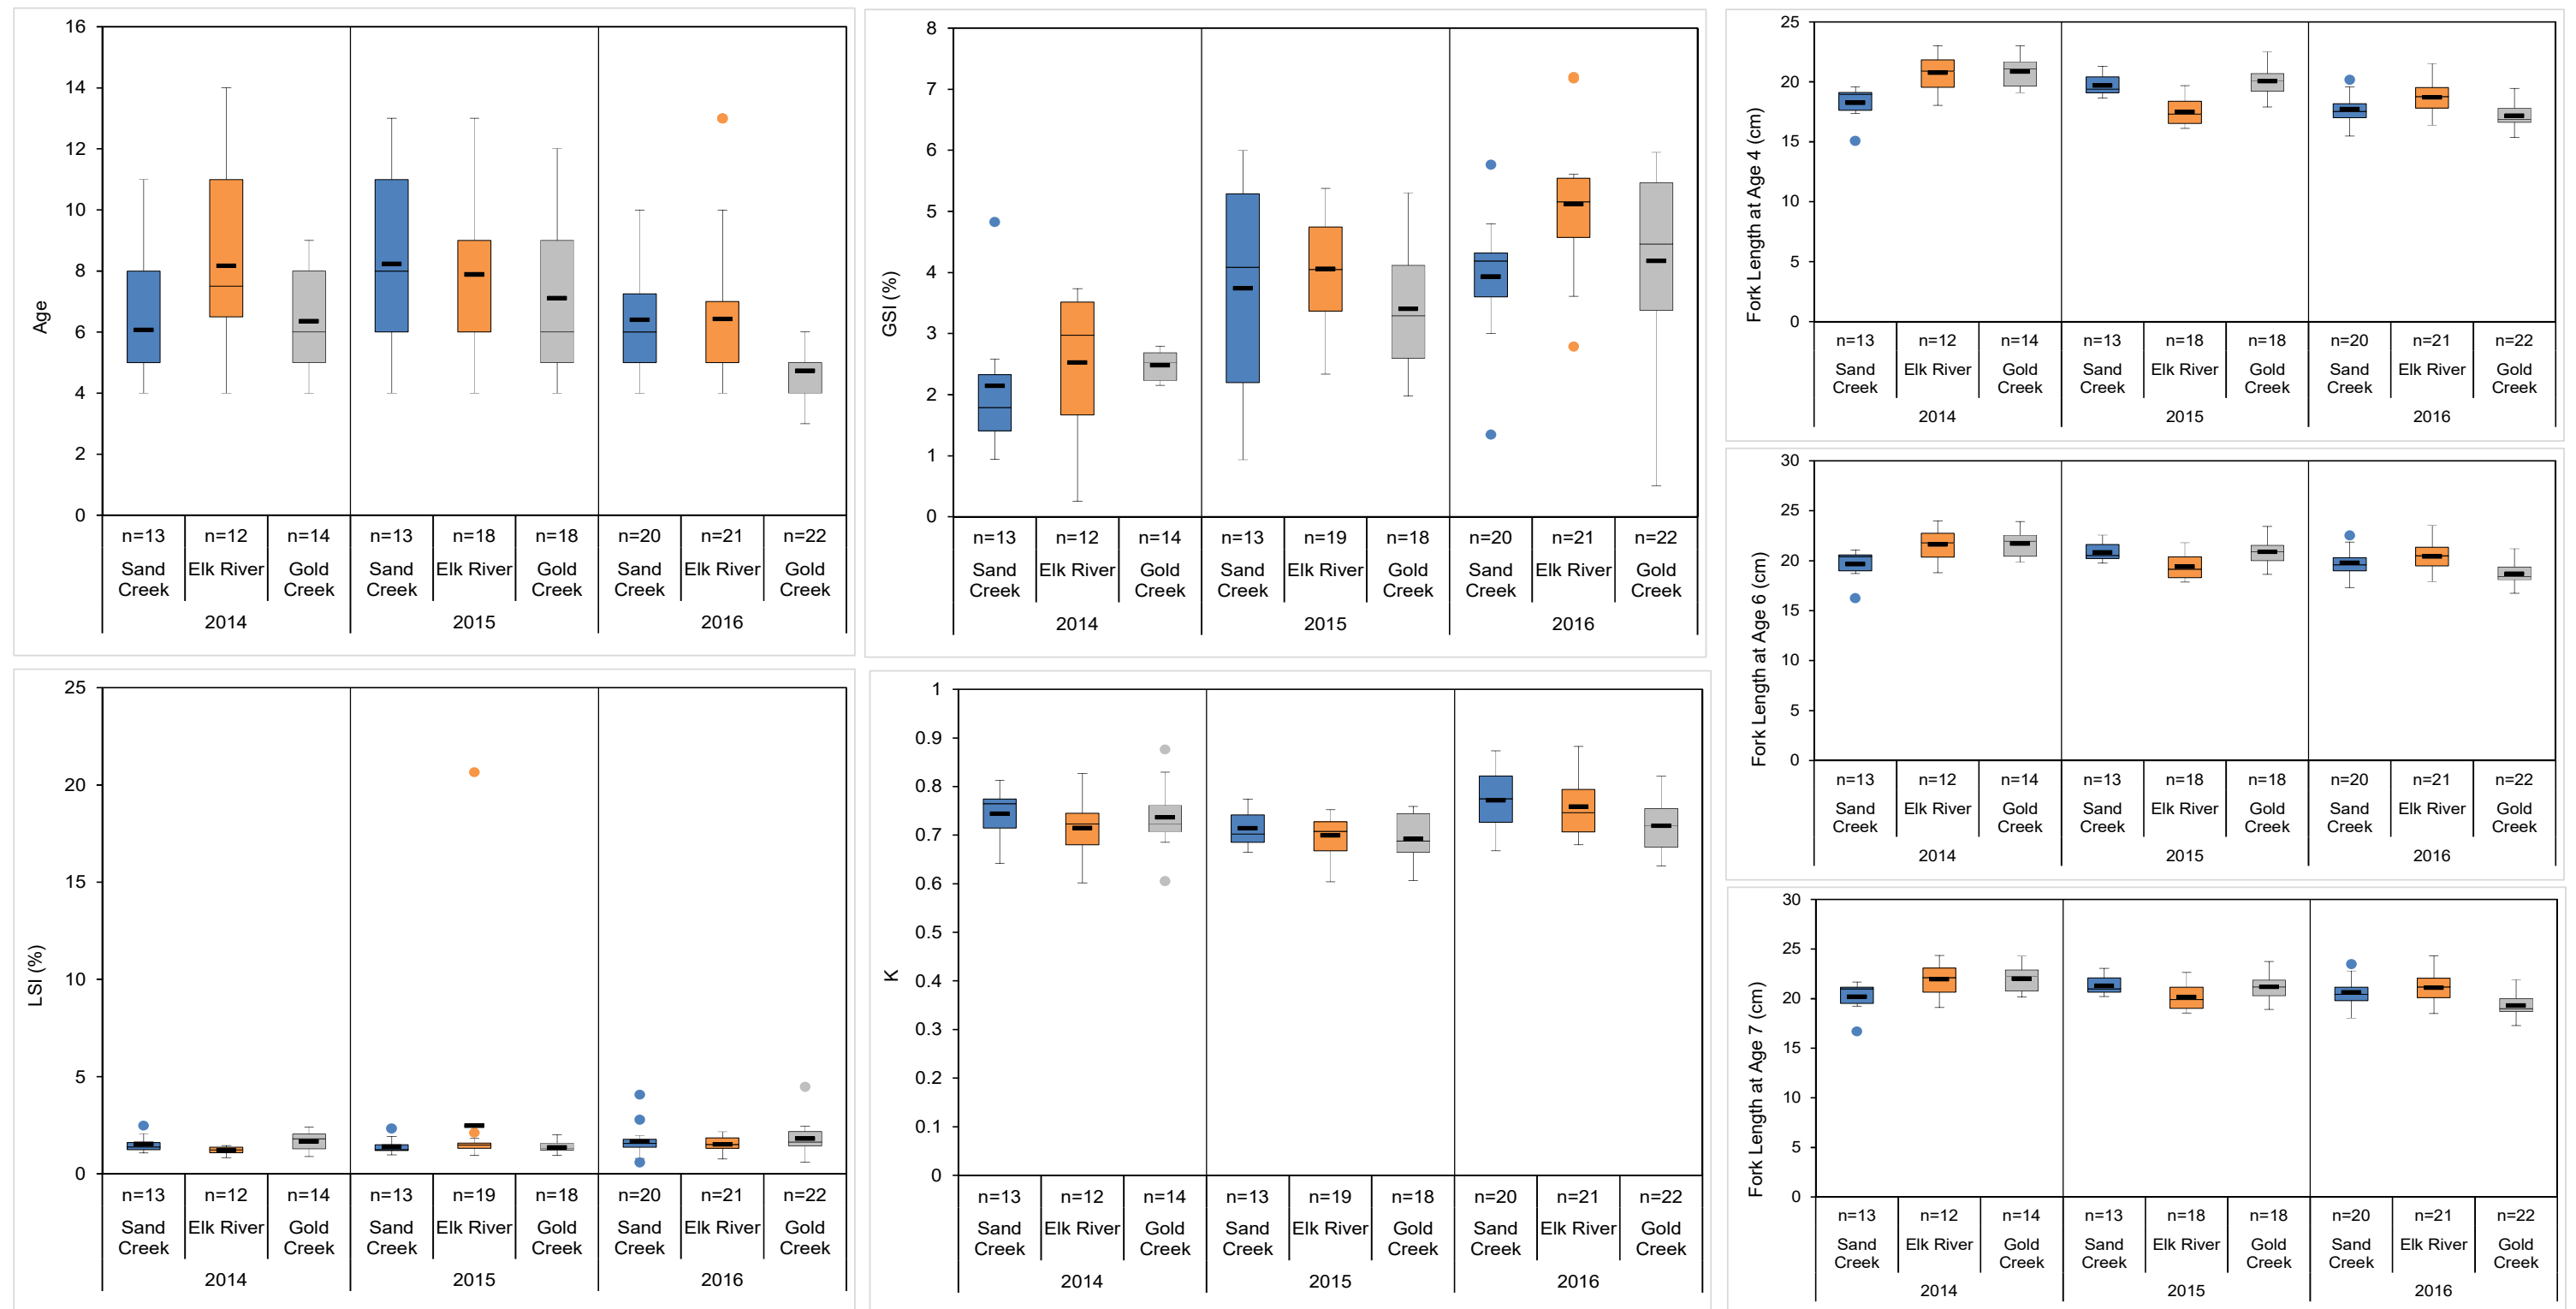 Age
16
14
12
10
8
6
4
2
0
n=13 n=12 n=14 n=13 n=18 n=18 n=20 n=21 n=22
Sand Elk River Gold Sand Elk River Gold Sand Elk River Gold
Creek Creek Creek Creek Creek Creek
2014 2015 2016
GSI (%)
8
7
6
5
4
3
2
1
0
n=13 n=12 n=14 n=13 n=19 n=18 n=20 n=21 n=22
Sand Elk River Gold Sand Elk River Gold Sand Elk River Gold
Creek Creek Creek Creek Creek Creek
2014 2015 2016
Fork Length at Age 4 (cm)
25
20
15
10
5
0
n=13 n=12 n=14 n=13 n=18 n=18 n=20 n=21 n=22
Sand Elk River Gold Sand Elk River Gold Sand Elk River Gold
Creek Creek Creek Creek Creek Creek
2014 2015 2016
Fork Length at Age 6 (cm)
30
25
20
15
10
5
0
n=13 n=12 n=14 n=13 n=18 n=18 n=20 n=21 n=22
Sand Elk River Gold Sand Elk River Gold Sand Elk River Gold
Creek Creek Creek Creek Creek Creek
2014 2015 2016
LSI (%)
25
20
15
10
5
0
n=13 n=12 n=14 n=13 n=19 n=18 n=20 n=21 n=22
Sand Elk River Gold Sand Elk River Gold Sand Elk River Gold
Creek Creek Creek Creek Creek Creek
2014 2015 2016
K
1
0.9
0.8
0.7
0.6
0.5
0.4
0.3
0.2
0.1
0
n=13 n=12 n=14 n=13 n=19 n=18 n=20 n=21 n=22
Sand Elk River Gold Sand Elk River Gold Sand Elk River Gold
Creek Creek Creek Creek Creek Creek
2014 2015 2016
Fork Length at Age 7 (cm)
30
25
20
15
10
5
0
n=13 n=12 n=14 n=13 n=18 n=18 n=20 n=21 n=22
Sand Elk River Gold Sand Elk River Gold Sand Elk River Gold
Creek Creek Creek Creek Creek Creek
2014 2015 2016